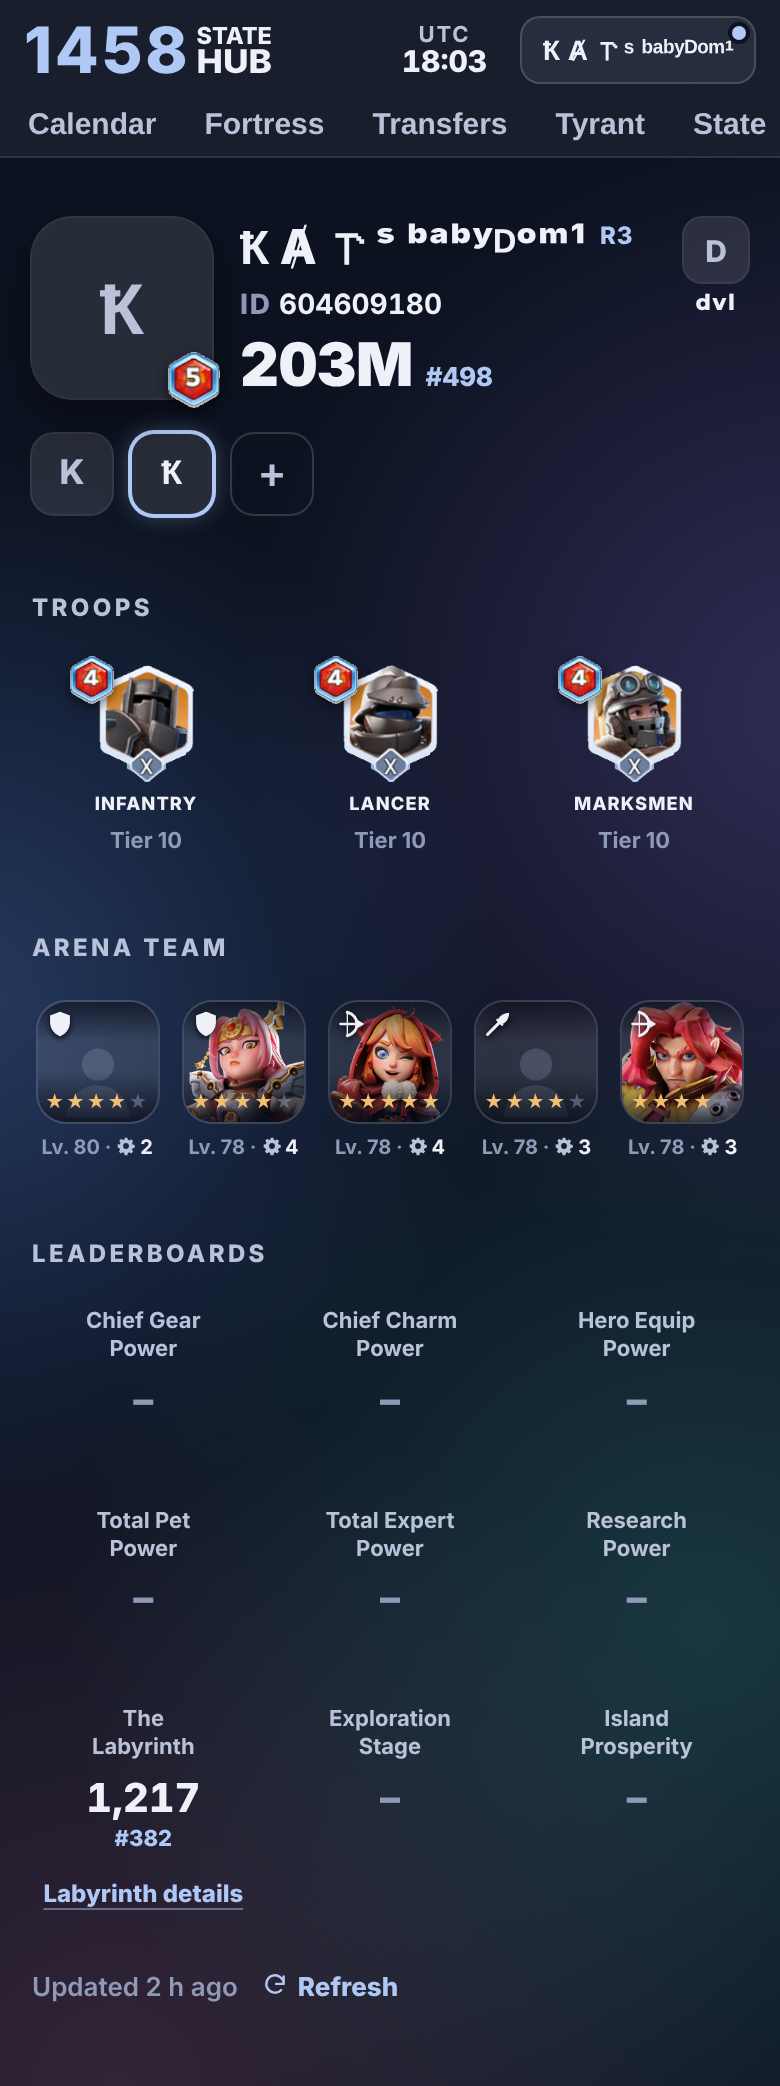 1458 STATE HUB
UTC
18:03
Ꝁ Ⱥ ͳ ˢ ᵇᵃᵇʸᴰᵒᵐ¹
Calendar Fortress Transfers Tyrant State
Ꝁ Ⱥ ͳ ˢ ᵇᵃᵇʸᴰᵒᵐ¹ R3
D
dvl
ID 604609180
203M #498
Ꝁ
5
K Ꝁ +
TROOPS
4 4 4
X X X
INFANTRY LANCER MARKSMEN
Tier 10 Tier 10 Tier 10
ARENA TEAM
Lv. 80 · 2 Lv. 78 · 4 Lv. 78 · 4 Lv. 78 · 3 Lv. 78 · 3
LEADERBOARDS
Chief Gear Power
–
Chief Charm Power
–
Hero Equip Power
–
Total Pet Power
–
Total Expert Power
–
Research Power
–
The Labyrinth
1,217
#382
Labyrinth details
Exploration Stage
–
Island Prosperity
–
Updated 2 h ago Refresh